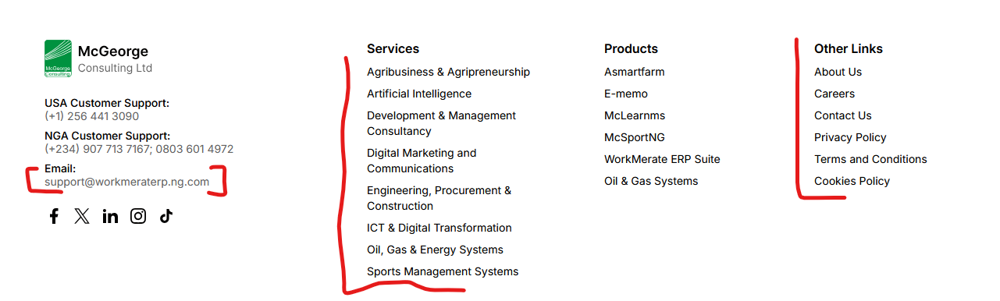 McGeorge
Consulting Ltd
McGeorge
Consulting
USA Customer Support:
(+1) 256 441 3090
NGA Customer Support:
(+234) 907 713 7167; 0803 601 4972
Email:
support@workmeraterp.ng.com
Services
Agribusiness & Agripreneurship
Artificial Intelligence
Development & Management
Consultancy
Digital Marketing and
Communications
Engineering, Procurement &
Construction
ICT & Digital Transformation
Oil, Gas & Energy Systems
Sports Management Systems
Products
Asmartfarm
E-memo
McLearnms
McSportNG
WorkMerate ERP Suite
Oil & Gas Systems
Other Links
About Us
Careers
Contact Us
Privacy Policy
Terms and Conditions
Cookies Policy